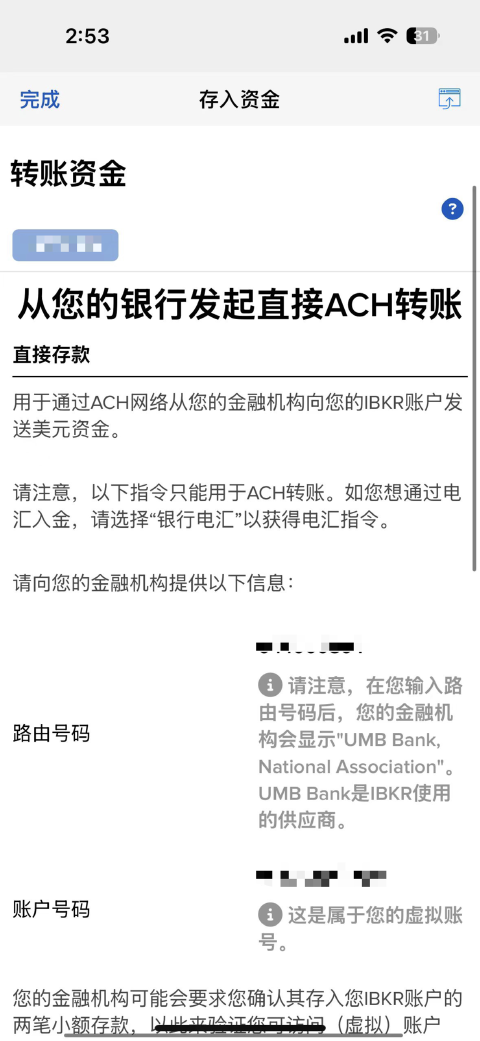 2:53
31
完成
存入资金
转账资金
?
从您的银行发起直接ACH转账
直接存款
用于通过ACH网络从您的金融机构向您的IBKR账户发
送美元资金。
请注意，以下指令只能用于ACH转账。如您想通过电
汇入金，请选择“银行电汇”以获得电汇指令。
请向您的金融机构提供以下信息：
路由号码
请注意，在您输入路
由号码后，您的金融机
构会显示"UMB Bank,
National Association"。
UMB Bank是IBKR使用
的供应商。
账户号码
这是属于您的虚拟账
号。
您的金融机构可能会要求您确认其存入您IBKR账户的
两笔小额存款，以此来验证您可访问（虚拟）账户